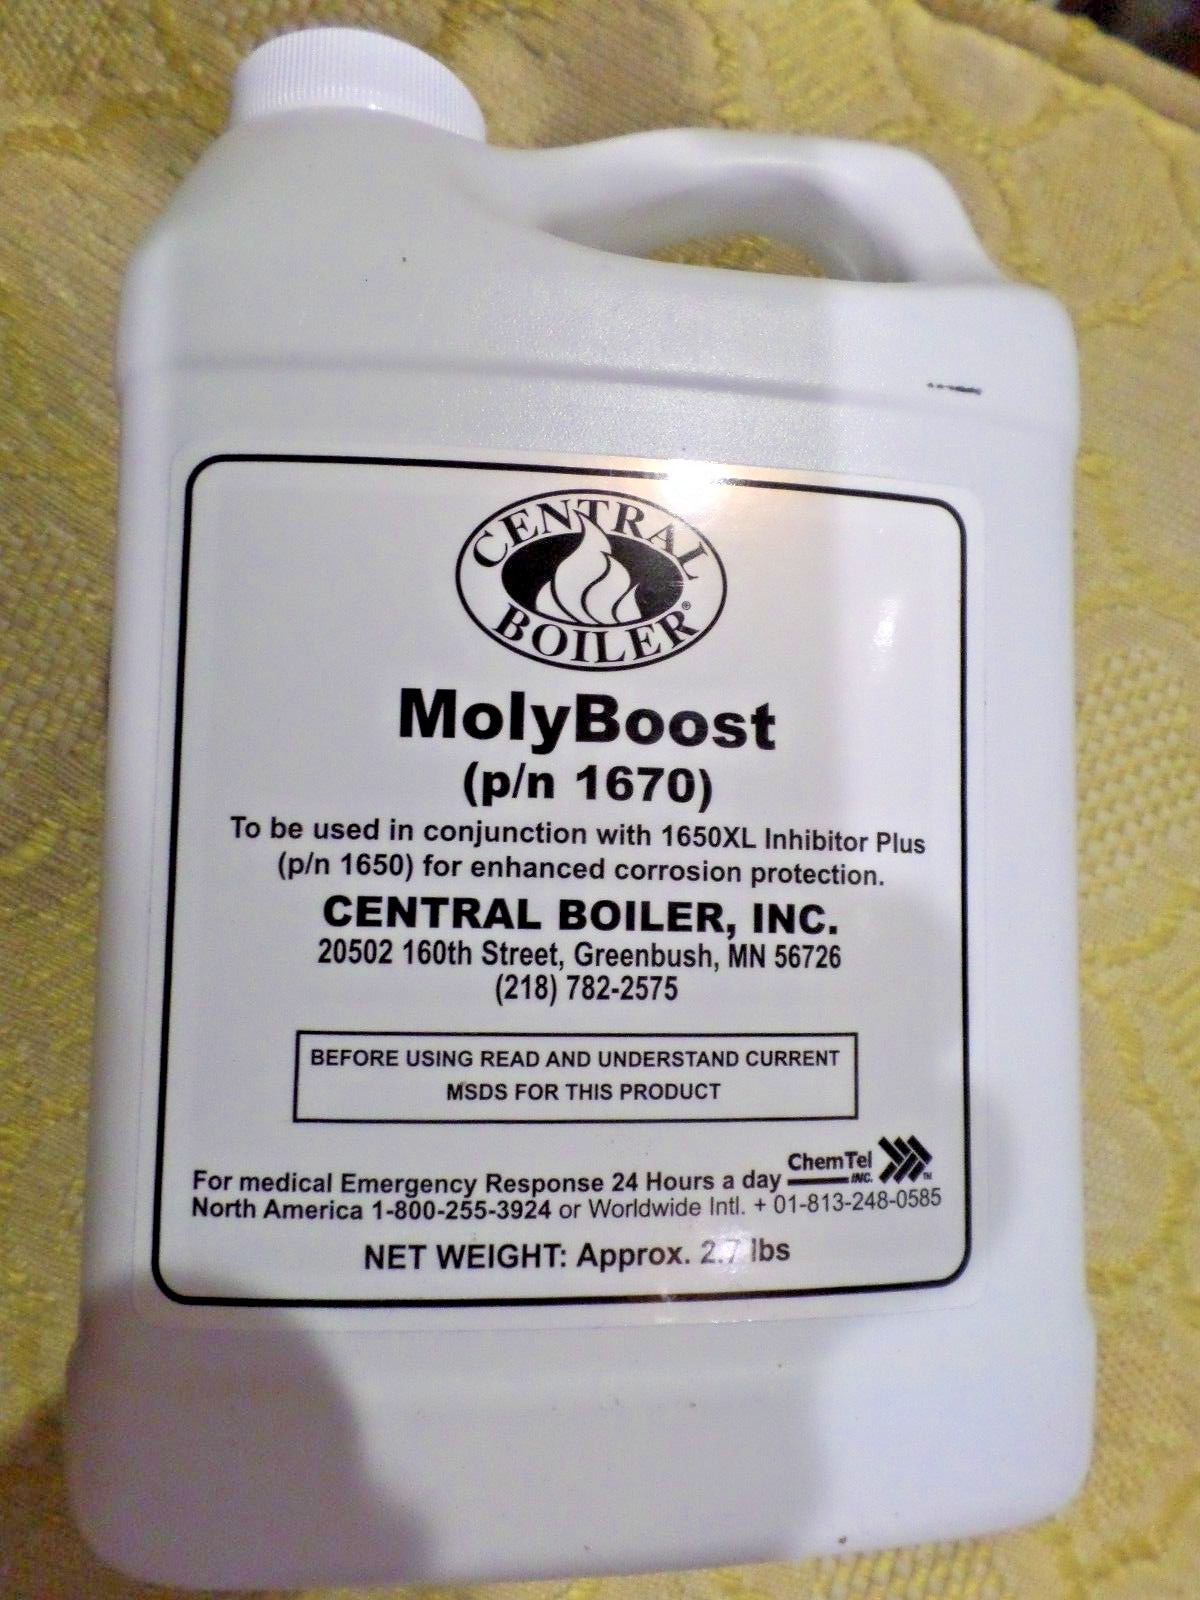 CENTRAL
BOILER®
MolyBoost
(p/n 1670)
To be used in conjunction with 1650XL Inhibitor Plus
(p/n 1650) for enhanced corrosion protection.
CENTRAL BOILER, INC.
20502 160th Street, Greenbush, MN 56726
(218) 782-2575
BEFORE USING READ AND UNDERSTAND CURRENT
MSDS FOR THIS PRODUCT
ChemTel
INC. ™
For medical Emergency Response 24 Hours a day
North America 1-800-255-3924 or Worldwide Intl. + 01-813-248-0585
NET WEIGHT: Approx. 2.7 lbs